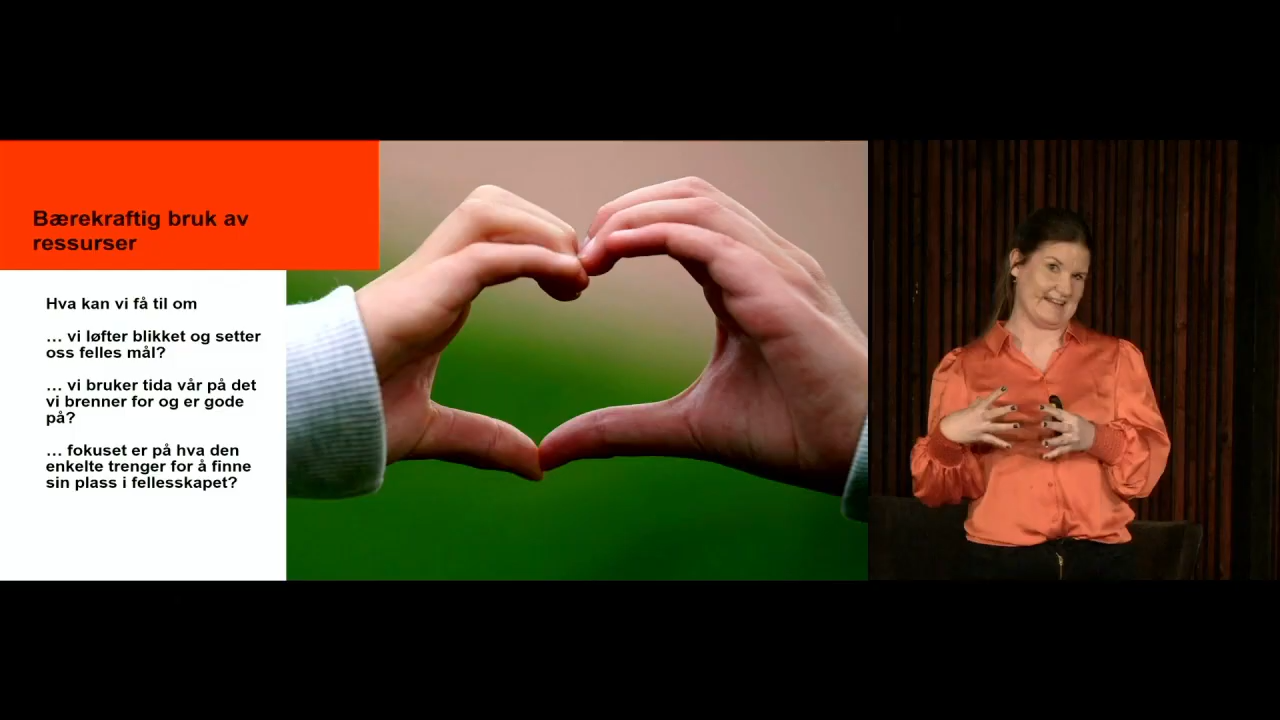 Bærekraftig bruk av
ressurser
Hva kan vi få til om
… vi løfter blikket og setter
oss felles mål?
… vi bruker tida vår på det
vi brenner for og er gode
på?
… fokuset er på hva den
enkelte trenger for å finne
sin plass i fellesskapet?